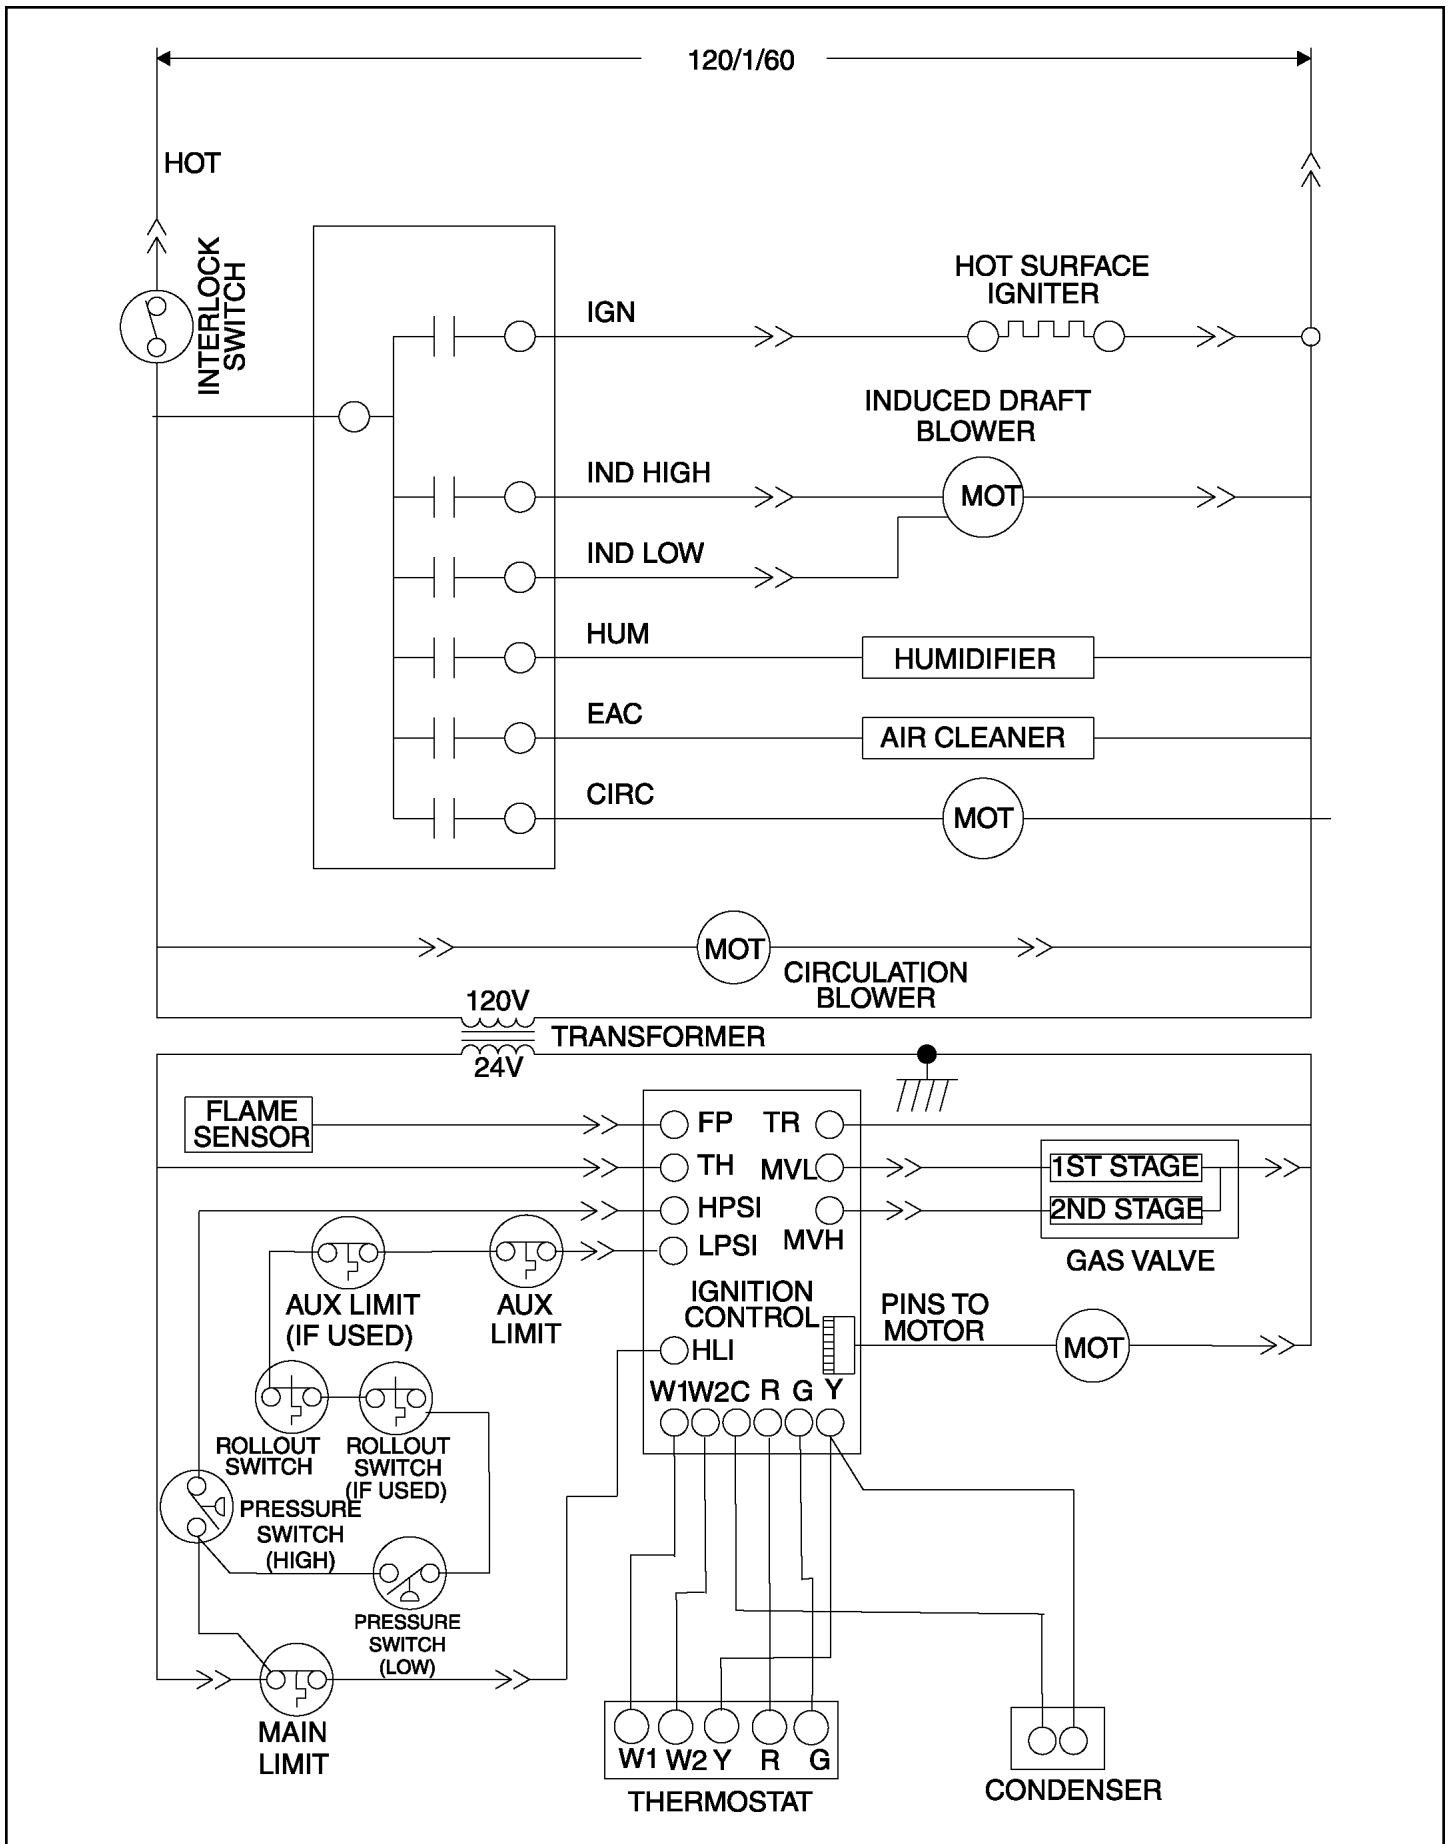 120/1/60
HOT
INTERLOCK
SWITCH
HOT SURFACE
IGNITER
IGN
INDUCED DRAFT
BLOWER
IND HIGH
MOT
IND LOW
HUM
HUMIDIFIER
EAC
AIR CLEANER
CIRC
MOT
MOT
CIRCULATION
BLOWER
120V
TRANSFORMER
24V
FLAME
SENSOR
FP
TR
TH
MVL
1ST STAGE
HPSI
2ND STAGE
LPSI
MVH
GAS VALVE
AUX LIMIT
(IF USED)
AUX
LIMIT
IGNITION
CONTROL
PINS TO
MOTOR
MOT
HLI
W1 W2 C R G Y
ROLLOUT
SWITCH
ROLLOUT
SWITCH
(IF USED)
PRESSURE
SWITCH
(HIGH)
PRESSURE
SWITCH
(LOW)
MAIN
LIMIT
W1 W2 Y R G
THERMOSTAT
CONDENSER